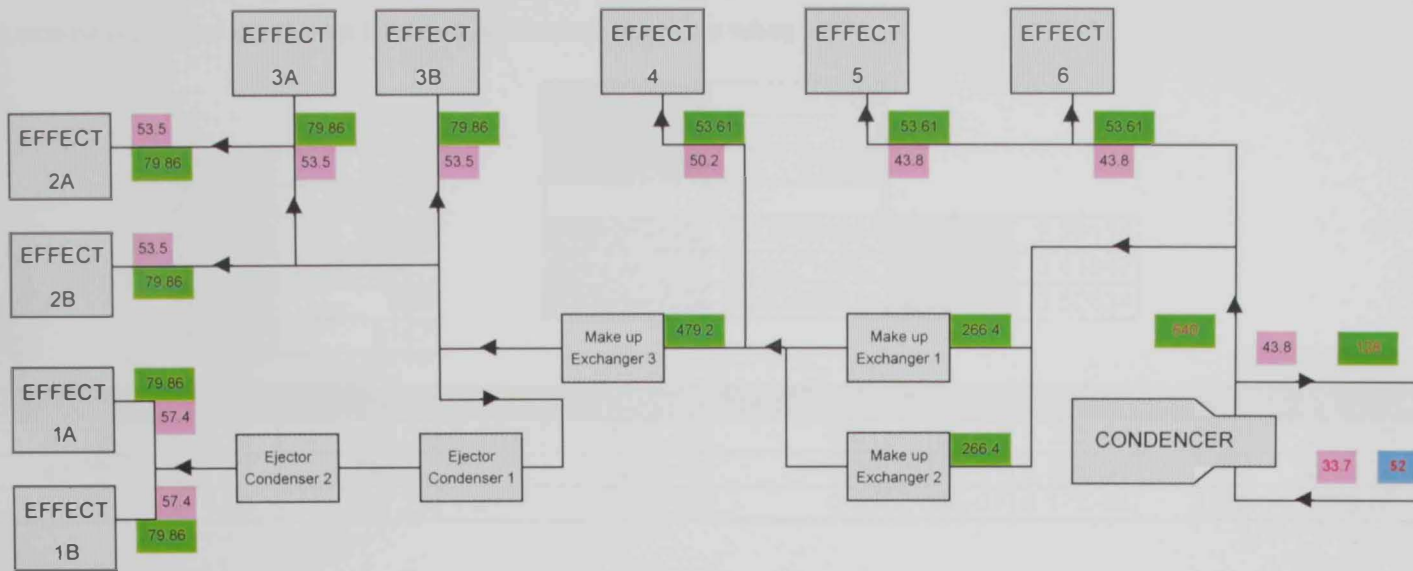 EFFECT
3A
EFFECT
3B
EFFECT
4
EFFECT
5
EFFECT
6
EFFECT
2A
53.5
79.86
79.86
53.5
79.86
53.5
53.61
50.2
53.61
43.8
53.61
43.8
EFFECT
2B
53.5
79.86
Make up
Exchanger 3
479.2
Make up
Exchanger 1
266.4
43.8
EFFECT
1A
79.86
57.4
Ejector
Condenser 2
Ejector
Condenser 1
Make up
Exchanger 2
266.4
CONDENCER
33.7
52
EFFECT
1B
57.4
79.86